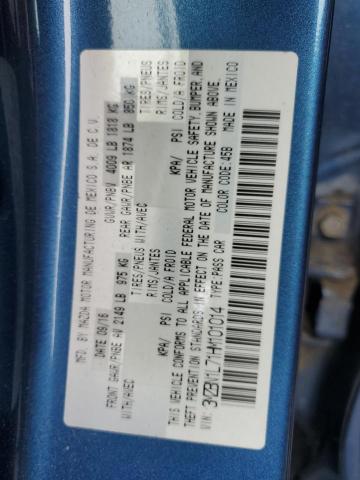 MFD. BY MAZDA MOTOR MANUFACTURING DE MEXICO S.A. DE C.V.
DATE 09/16 GVWR/PNBV 4009 LB 1818 KG
FRONT GAWR/PNBE AV 2149 LB 975 KG REAR GAWR/PNBE AR 1874 LB 850 KG
WITH/AVEC TIRES/PNEUS WITH/AVEC TIRES/PNEUS
RIMS/JANTES RIMS/JANTES
KPA/ PSI COLD/A FROID KPA/ PSI COLD/A FROID
THIS VEHICLE CONFORMS TO ALL APPLICABLE FEDERAL MOTOR VEHICLE SAFETY, BUMPER, AND
STANDARDS IN EFFECT ON THE DATE OF MANUFACTURE SHOWN ABOVE.
VIN: TYPE:PASS CAR COLOR CODE:45B MADE IN MEXICO